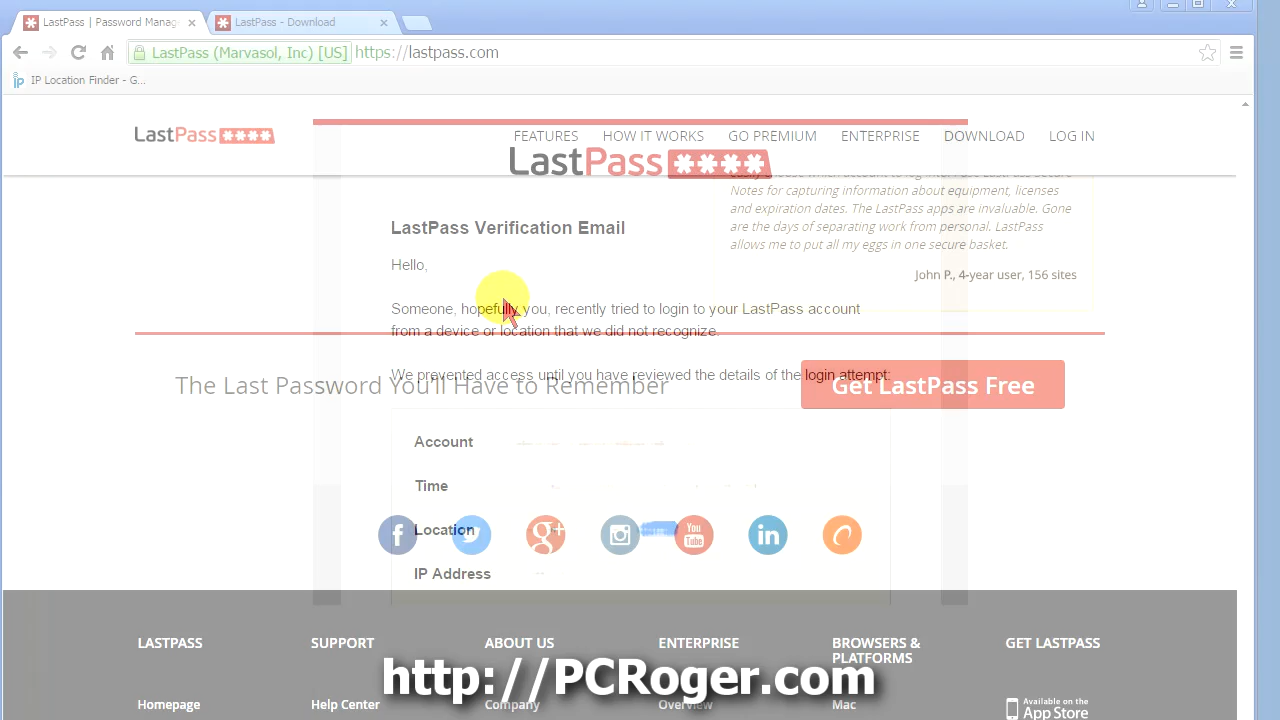 LastPass | Password Manag
LastPass - Download
LastPass (Marvasol, Inc) [US]
https://lastpass.com
IP Location Finder - G...
LastPass ****
FEATURES
HOW IT WORKS
GO PREMIUM
ENTERPRISE
DOWNLOAD
LOG IN
LastPass ****
Notes for capturing information about equipment, licenses
and expiration dates. The LastPass apps are invaluable. Gone
are the days of separating work from personal. LastPass
allows me to put all my eggs in one secure basket.
John P., 4-year user, 156 sites
LastPass Verification Email
Hello,
Someone, hopefully you, recently tried to login to your LastPass account
from a device or location that we did not recognize.
We prevented access until you have reviewed the details of the login attempt:
The Last Password You'll Have to Remember
Get LastPass Free
Account
Time
Location
IP Address
You
Tube
LASTPASS
SUPPORT
ABOUT US
ENTERPRISE
BROWSERS &
PLATFORMS
GET LASTPASS
http://PCRoger.com
Homepage
Help Center
Company
Overview
Mac
Available on the
App Store